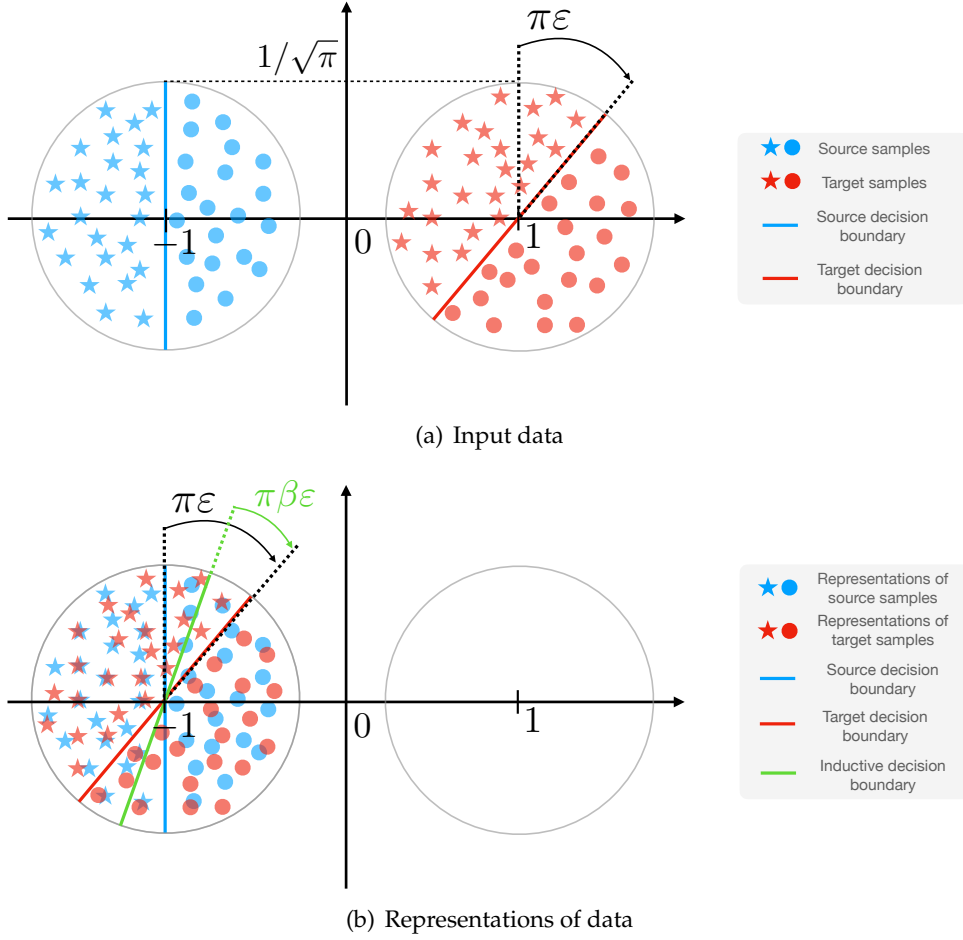 πε
1/√π
−1
0
1
Source samples
Target samples
Source decision
boundary
Target decision
boundary
(a) Input data
πε
πβε
−1
0
1
Representations of
source samples
Representations of
target samples
Source decision
boundary
Target decision
boundary
Inductive decision
boundary
(b) Representations of data